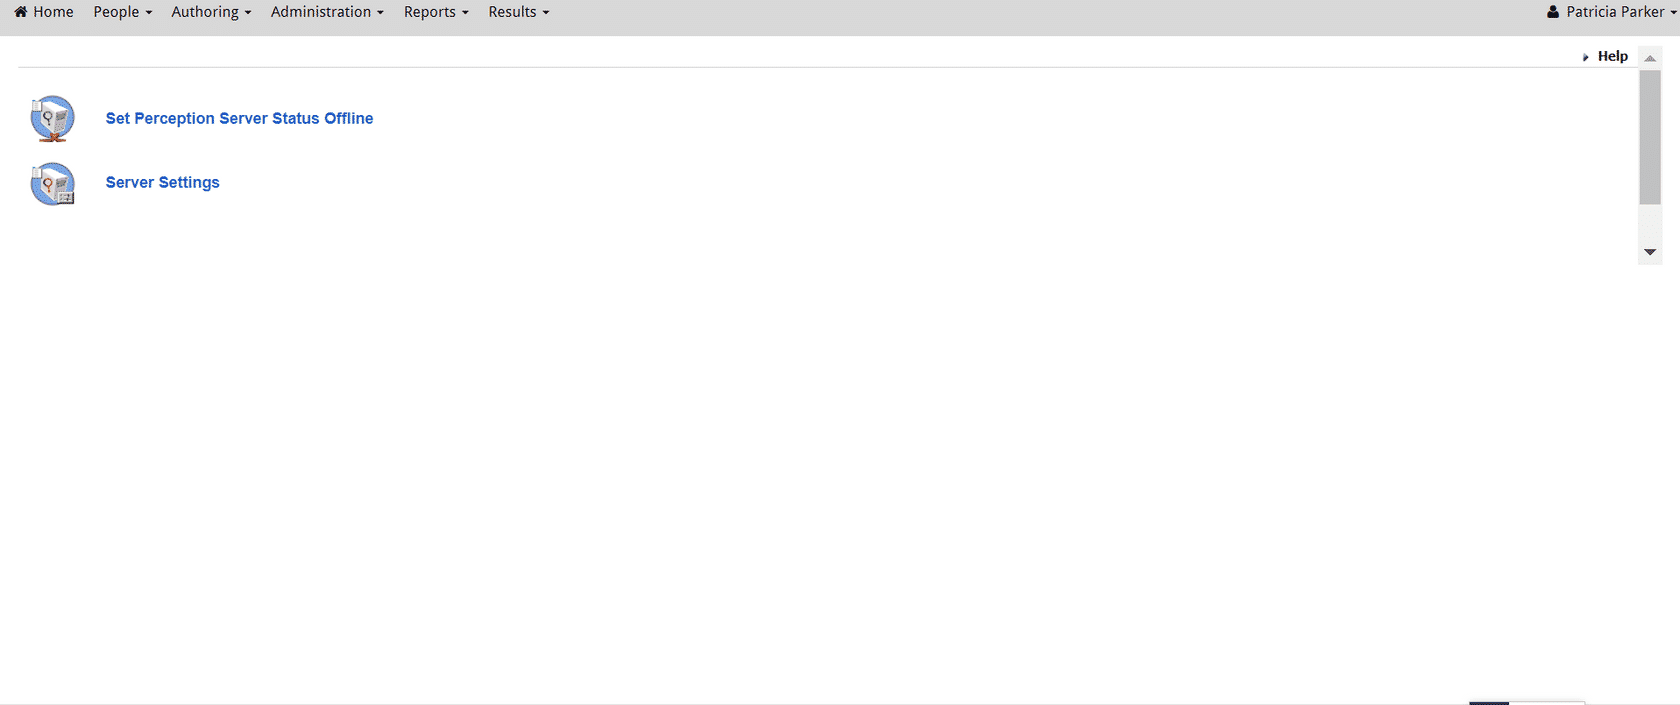 Home People Authoring Administration Reports Results Patricia Parker
Help
Set Perception Server Status Offline
Server Settings